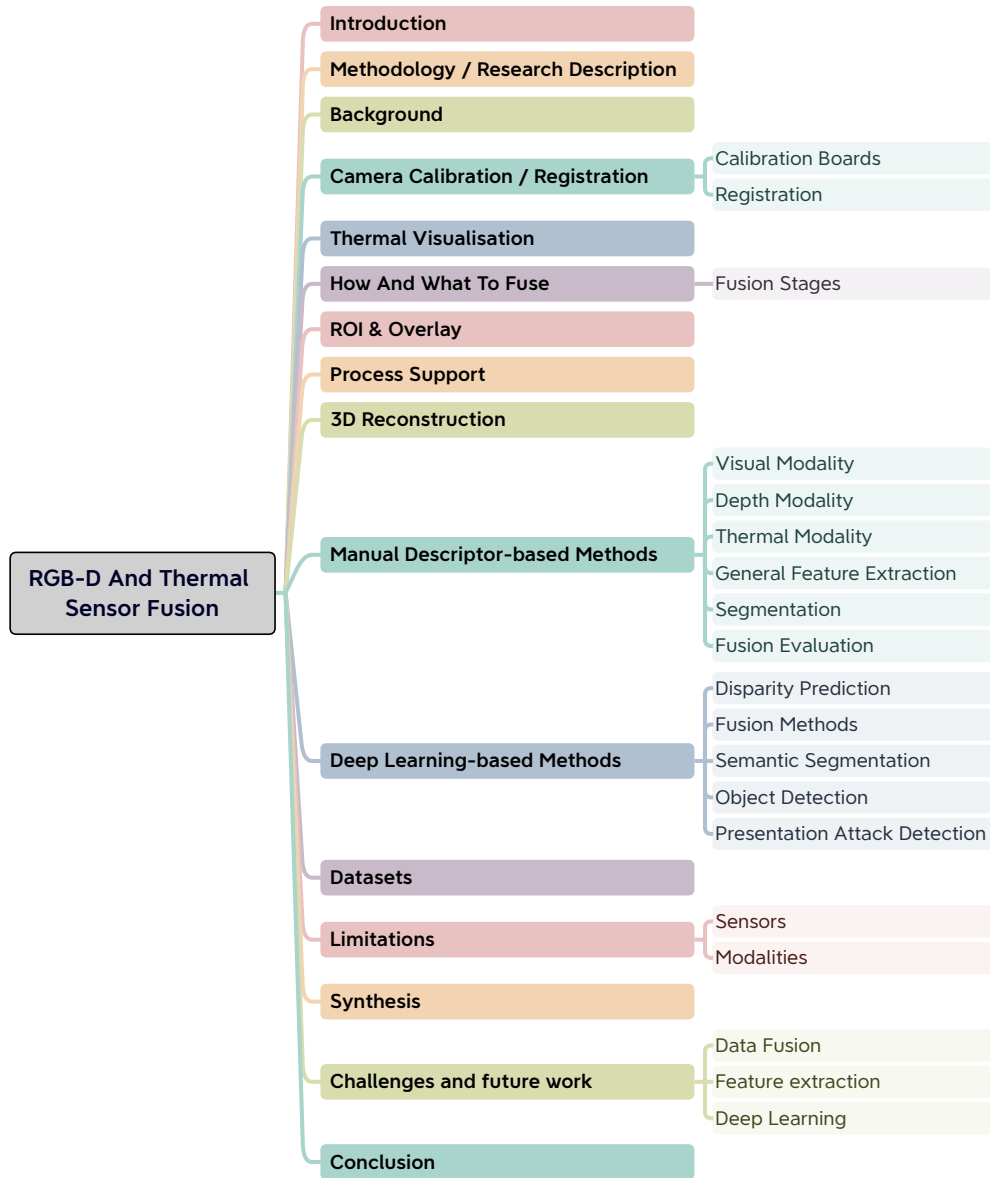 Introduction
Methodology / Research Description
Background
Camera Calibration / Registration
Calibration Boards
Registration
Thermal Visualisation
How And What To Fuse
Fusion Stages
ROI & Overlay
Process Support
3D Reconstruction
Manual Descriptor-based Methods
Visual Modality
Depth Modality
Thermal Modality
General Feature Extraction
Segmentation
Fusion Evaluation
RGB-D And Thermal
Sensor Fusion
Deep Learning-based Methods
Disparity Prediction
Fusion Methods
Semantic Segmentation
Object Detection
Presentation Attack Detection
Datasets
Limitations
Sensors
Modalities
Synthesis
Challenges and future work
Data Fusion
Feature extraction
Deep Learning
Conclusion